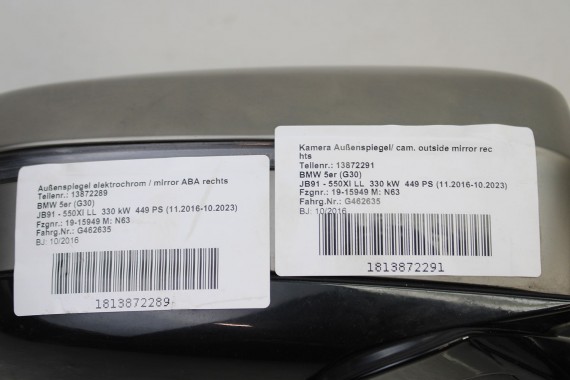 Außenspiegel elektrochrom / mirror ABA rechts
Teilenr.: 13872289
BMW 5er (G30)
JB91 - 550XI LL 330 kW 449 PS (11.2016-10.2023)
Fzgnr.: 19-15949 M: N63
Fahrg.Nr.: G462635
BJ: 10/2016
1813872289
Kamera Außenspiegel/ cam. outside mirror rec
hts
Teilenr.: 13872291
BMW 5er (G30)
JB91 - 550XI LL 330 kW 449 PS (11.2016-10.2023)
Fzgnr.: 19-15949 M: N63
Fahrg.Nr.: G462635
BJ: 10/2016
1813872291